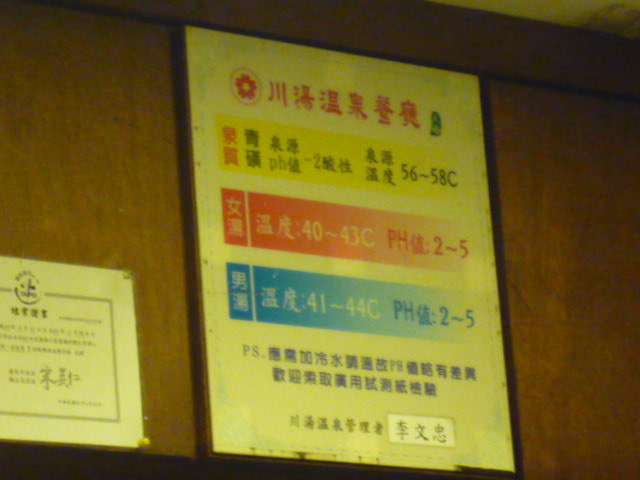 川湯溫泉餐廳
泉質 青磺 泉源ph值-2酸性 泉源溫度56~58C
女湯 溫度:40~43C PH值:2~5
男湯 溫度:41~44C PH值:2~5
PS.應需加冷水調溫故PH值略有差異
歡迎索取廣用試測紙檢驗
川湯溫泉管理者 李文忠